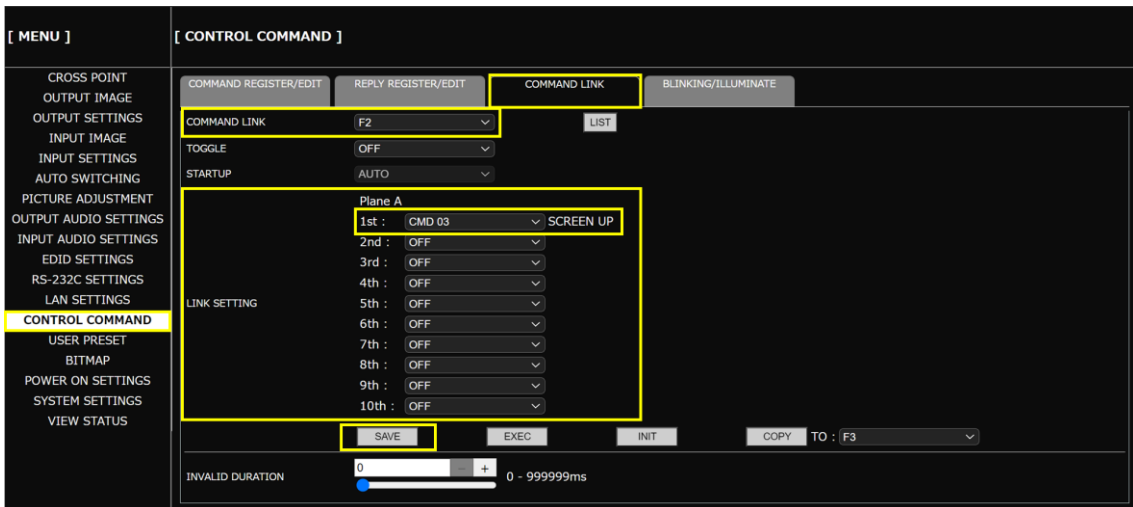 [ MENU ]
[ CONTROL COMMAND ]
CROSS POINT
OUTPUT IMAGE
OUTPUT SETTINGS
INPUT IMAGE
INPUT SETTINGS
AUTO SWITCHING
PICTURE ADJUSTMENT
OUTPUT AUDIO SETTINGS
INPUT AUDIO SETTINGS
EDID SETTINGS
RS-232C SETTINGS
LAN SETTINGS
CONTROL COMMAND
USER PRESET
BITMAP
POWER ON SETTINGS
SYSTEM SETTINGS
VIEW STATUS
COMMAND REGISTER/EDIT REPLY REGISTER/EDIT COMMAND LINK BLINKING/ILLUMINATE
COMMAND LINK F2 LIST
TOGGLE OFF
STARTUP AUTO
LINK SETTING
Plane A
1st : CMD 03 SCREEN UP
2nd : OFF
3rd : OFF
4th : OFF
5th : OFF
6th : OFF
7th : OFF
8th : OFF
9th : OFF
10th : OFF
SAVE EXEC INIT COPY TO : F3
INVALID DURATION 0 - + 0 - 999999ms